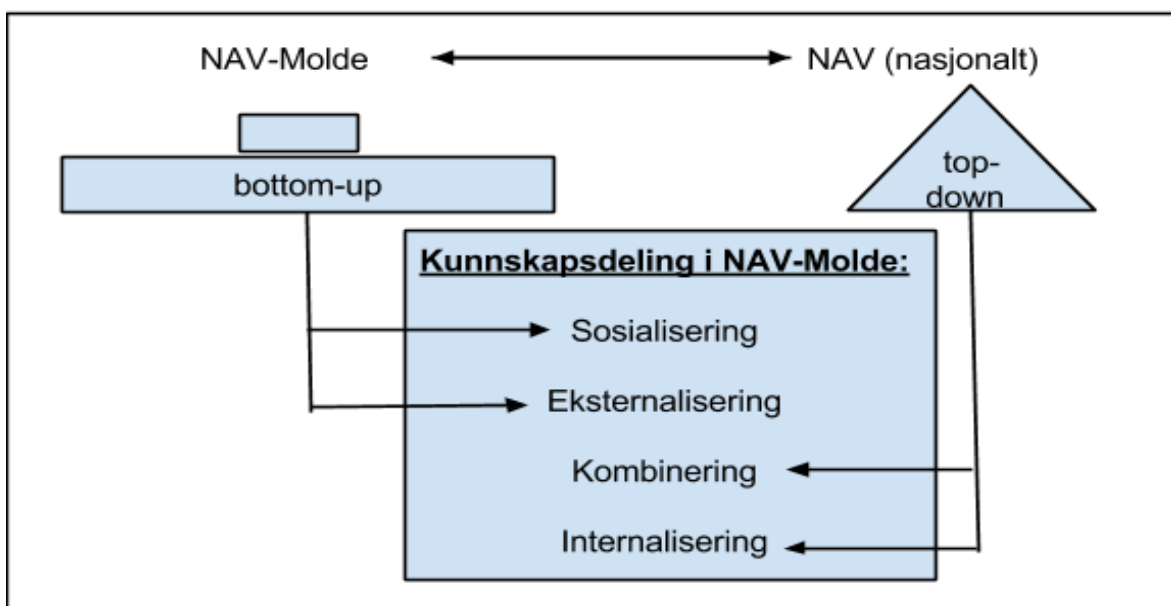 NAV-Molde
NAV (nasjonalt)
bottom-up
top-
down
Kunnskapsdeling i NAV-Molde:
Sosialisering
Eksternalisering
Kombinering
Internalisering